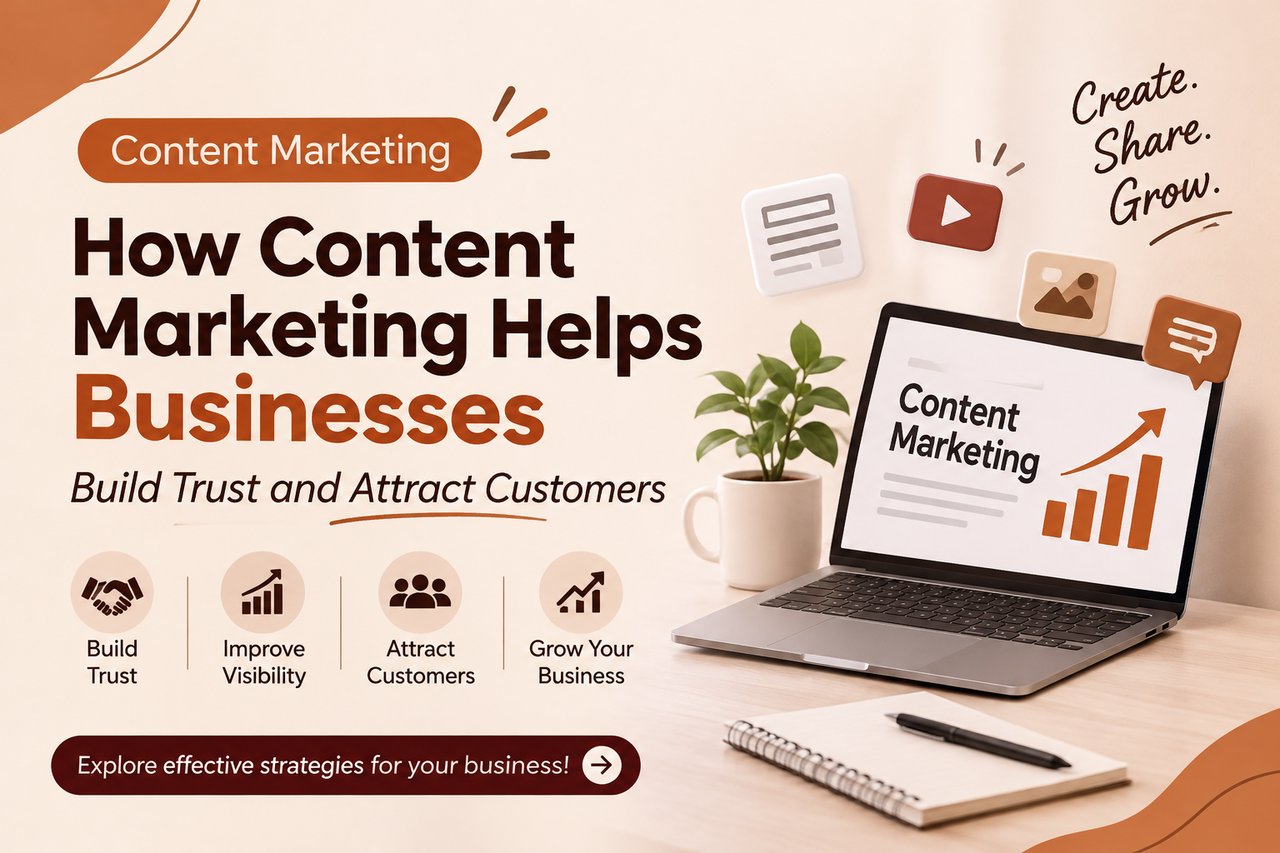 Content Marketing
How Content
Marketing Helps
Businesses
Build Trust and Attract Customers
Build
Trust
Improve
Visibility
Attract
Customers
Grow Your
Business
Explore effective strategies for your business!
Create.
Share.
Grow.
Content
Marketing